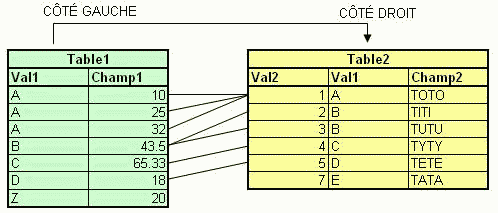 CÔTÉ GAUCHE CÔTÉ DROIT
Table1
Val1 Champ1
A 10
A 25
A 32
B 43.5
C 65.33
D 18
Z 20
Table2
Val2 Val1 Champ2
1 A TOTO
2 B TITI
3 B TUTU
4 C TYTY
5 D TETE
7 E TATA